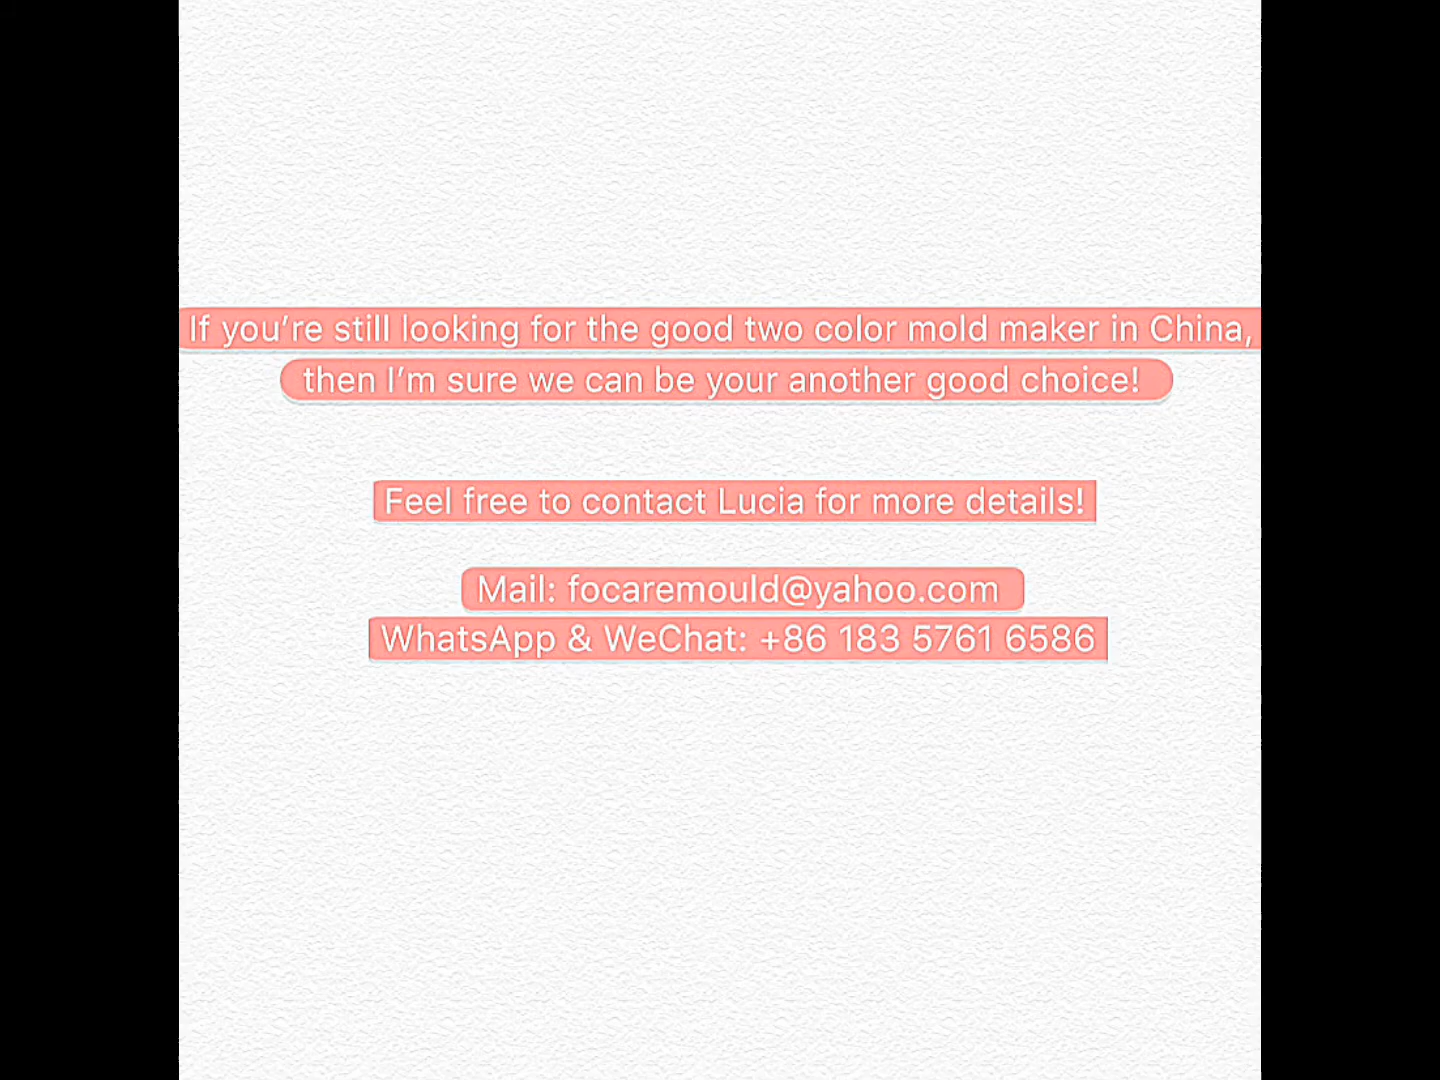 If you’re still looking for the good two color mold maker in China,
then I’m sure we can be your another good choice!
Feel free to contact Lucia for more details!
Mail: focaremould@yahoo.com
WhatsApp & WeChat: +86 183 5761 6586